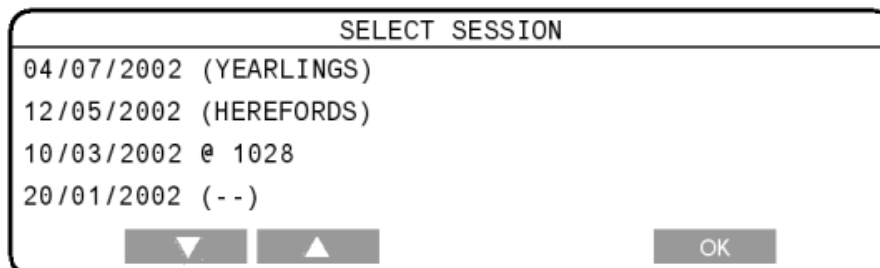 SELECT SESSION
04/07/2002 (YEARLINGS)
12/05/2002 (HEREFORDS)
10/03/2002 @ 1028
20/01/2002 (--)
OK